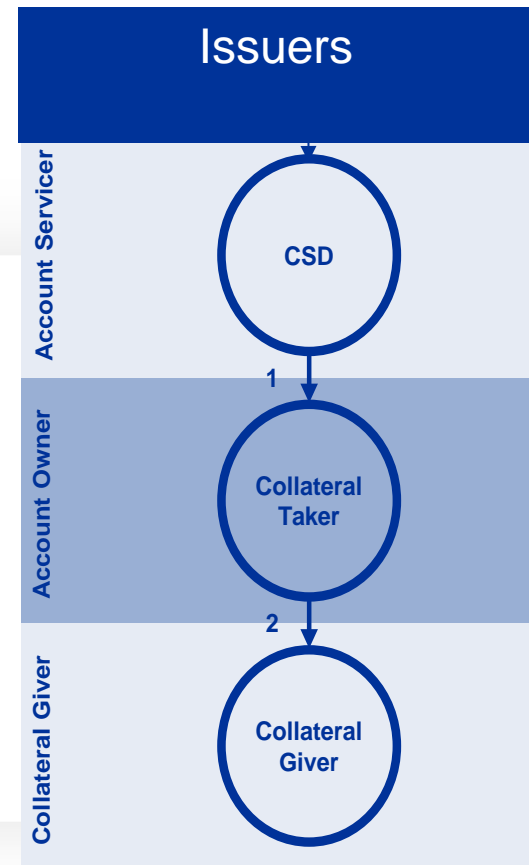 Issuers
Account Servicer
CSD
1
Account Owner
Collateral
Taker
2
Collateral Giver
Collateral
Giver